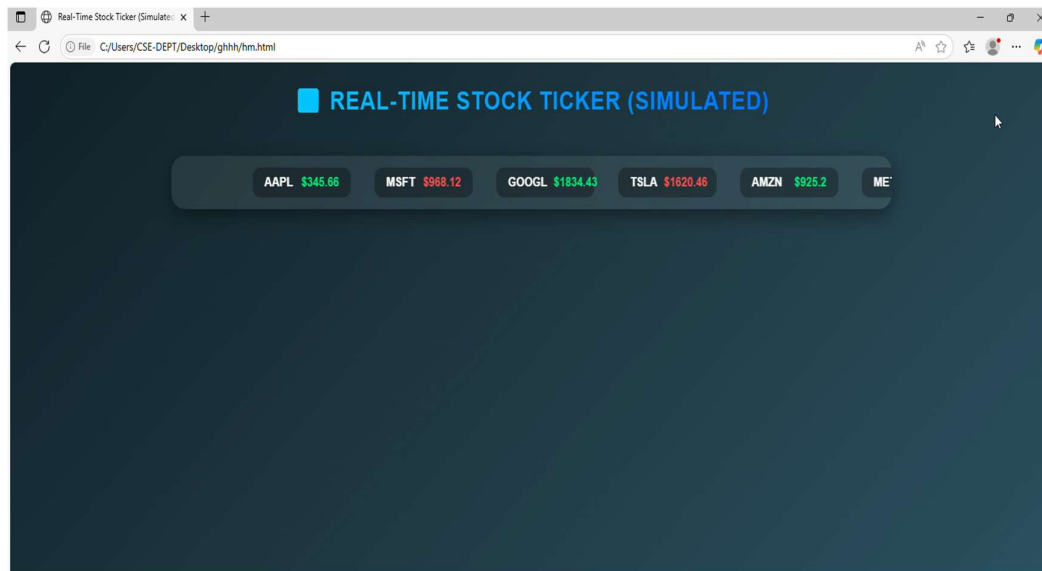 Real-Time Stock Ticker (Simulated
File C:/Users/CSE-DEPT/Desktop/ghhh/hm.html
REAL-TIME STOCK TICKER (SIMULATED)
AAPL $345.66 MSFT $968.12 GOOGL $1834.43 TSLA $1620.46 AMZN $925.2